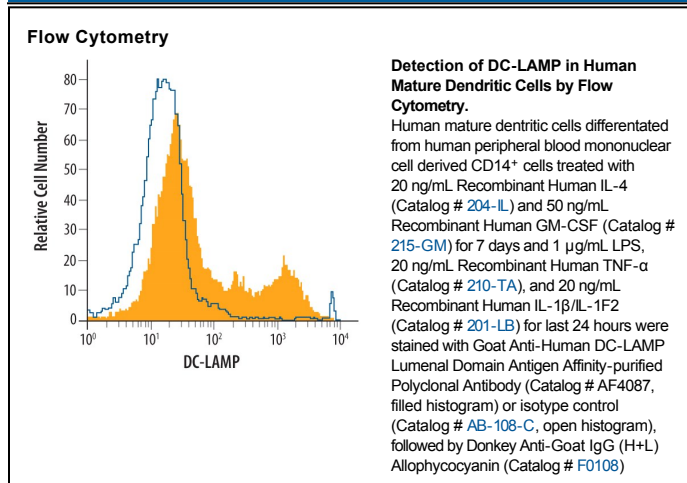 Flow Cytometry
80
70
60
50
40
30
20
10
0
Relative Cell Number
10⁰ 10¹ 10² 10³ 10⁴
DC-LAMP
Detection of DC-LAMP in Human
Mature Dendritic Cells by Flow
Cytometry.
Human mature dentritic cells differentated
from human peripheral blood mononuclear
cell derived CD14⁺ cells treated with
20 ng/mL Recombinant Human IL-4
(Catalog # 204-IL) and 50 ng/mL
Recombinant Human GM-CSF (Catalog #
215-GM) for 7 days and 1 µg/mL LPS,
20 ng/mL Recombinant Human TNF-α
(Catalog # 210-TA), and 20 ng/mL
Recombinant Human IL-1β/IL-1F2
(Catalog # 201-LB) for last 24 hours were
stained with Goat Anti-Human DC-LAMP
Lumenal Domain Antigen Affinity-purified
Polyclonal Antibody (Catalog # AF4087,
filled histogram) or isotype control
(Catalog # AB-108-C, open histogram),
followed by Donkey Anti-Goat IgG (H+L)
Allophycocyanin (Catalog # F0108)